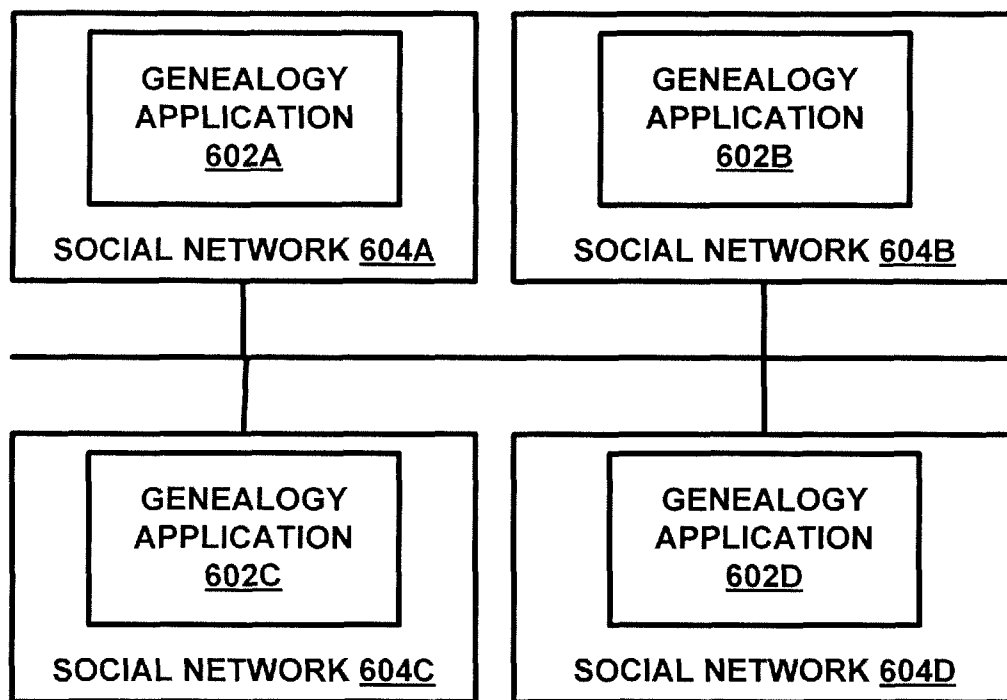 GENEALOGY
APPLICATION
602A
SOCIAL NETWORK 604A
GENEALOGY
APPLICATION
602B
SOCIAL NETWORK 604B
GENEALOGY
APPLICATION
602C
SOCIAL NETWORK 604C
GENEALOGY
APPLICATION
602D
SOCIAL NETWORK 604D